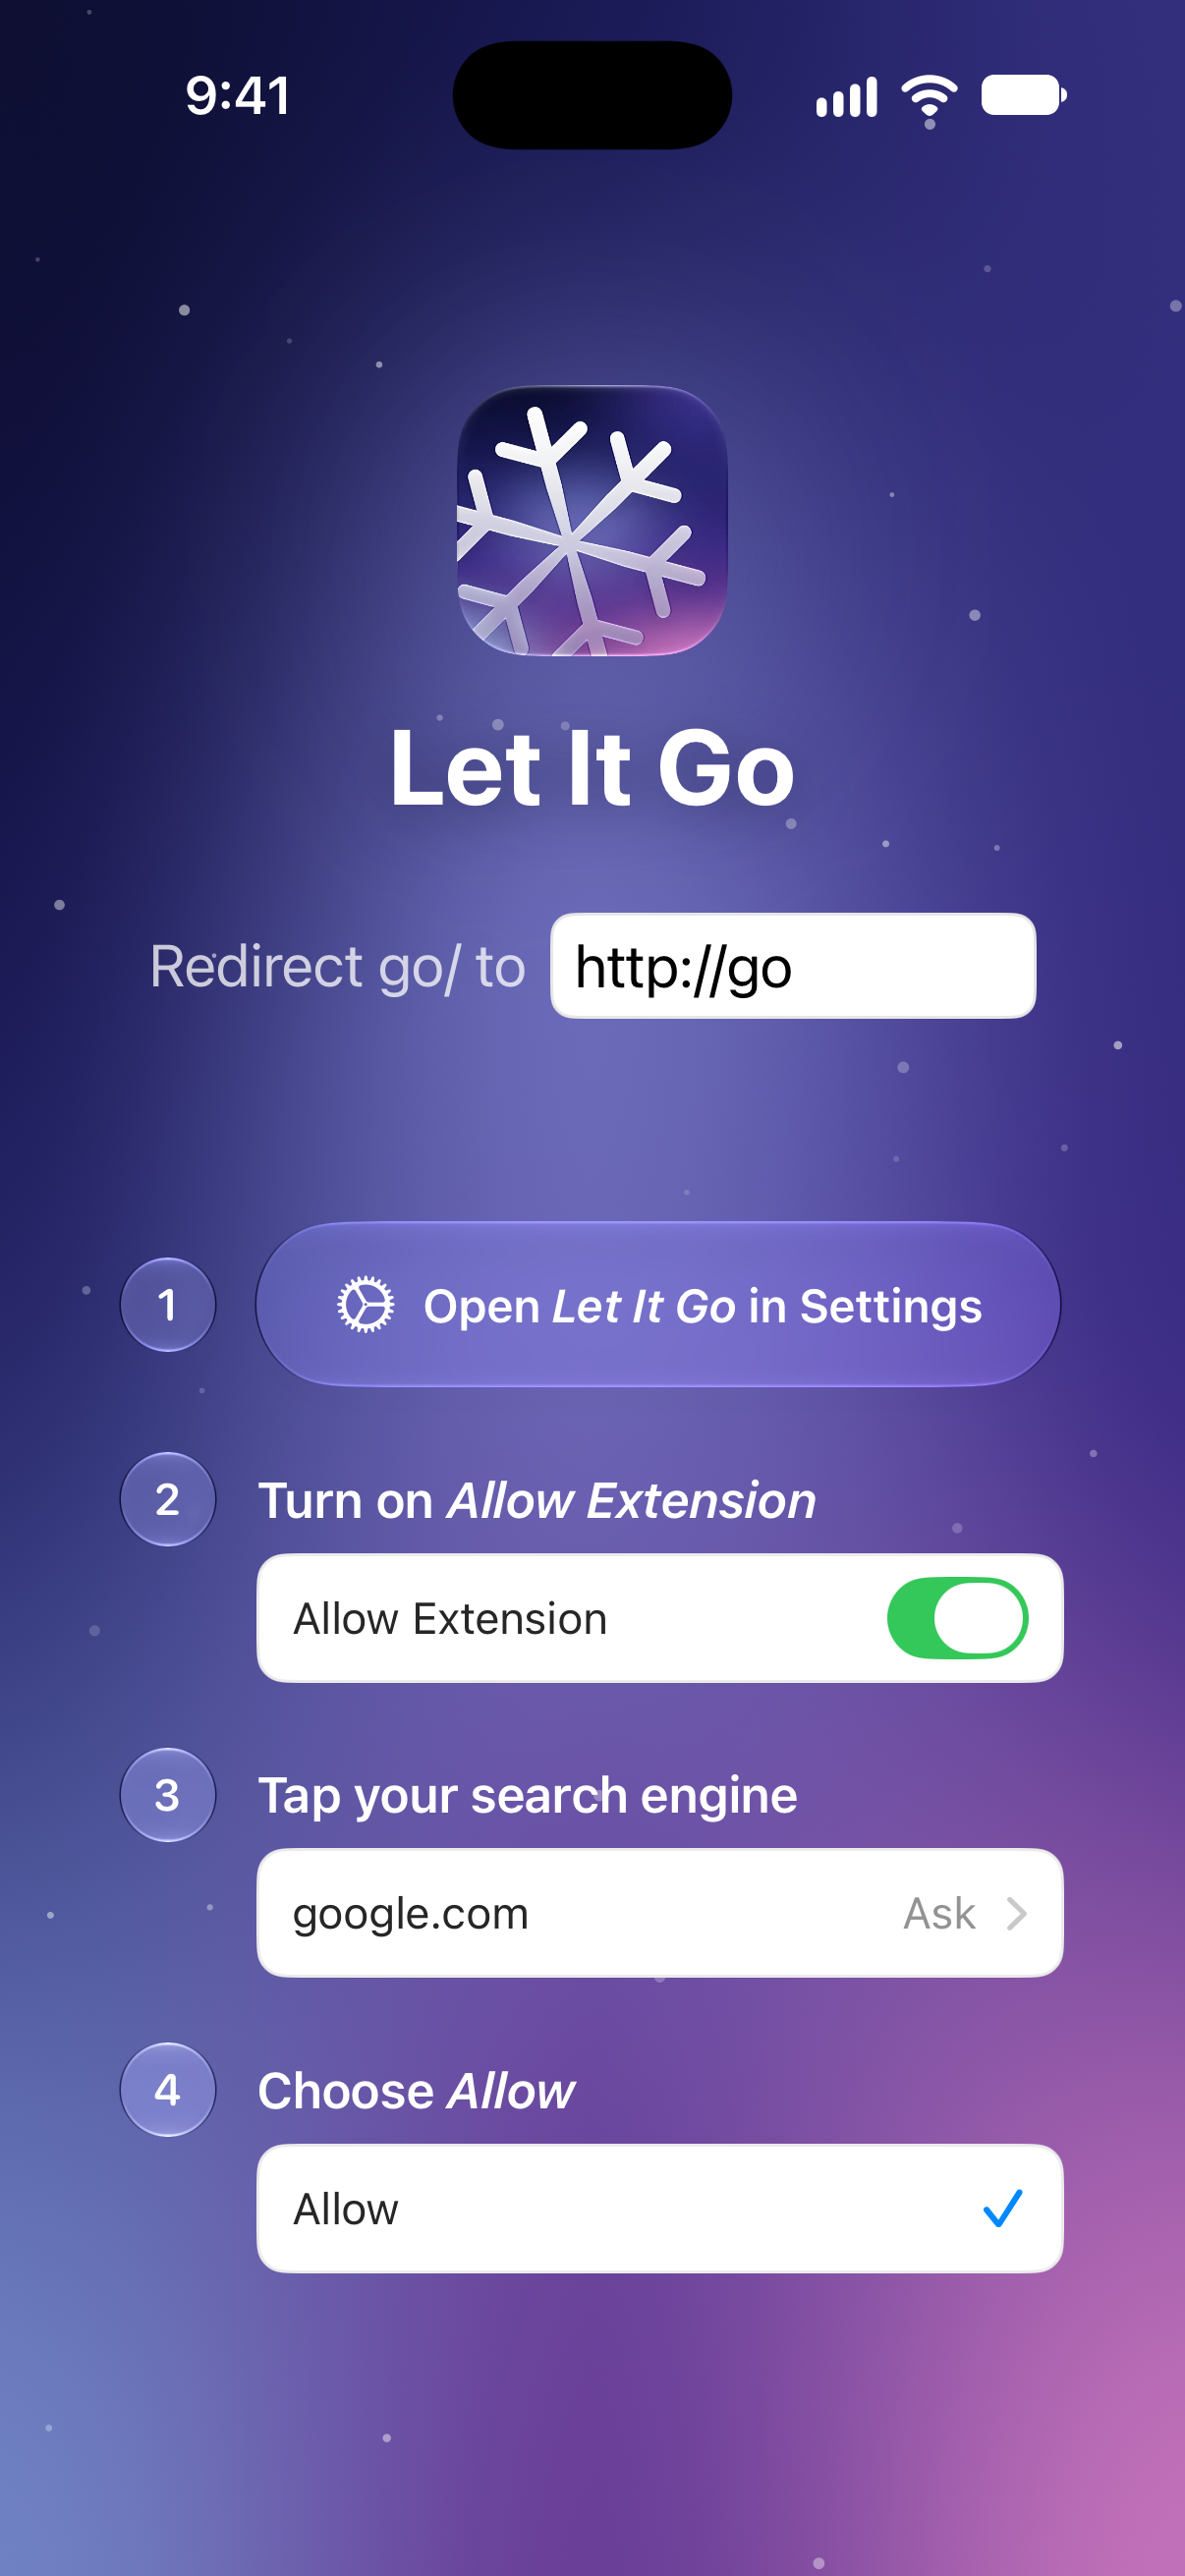 9:41
Let It Go
Redirect go/ to http://go
1 Open Let It Go in Settings
2 Turn on Allow Extension
Allow Extension
3 Tap your search engine
google.com Ask
4 Choose Allow
Allow